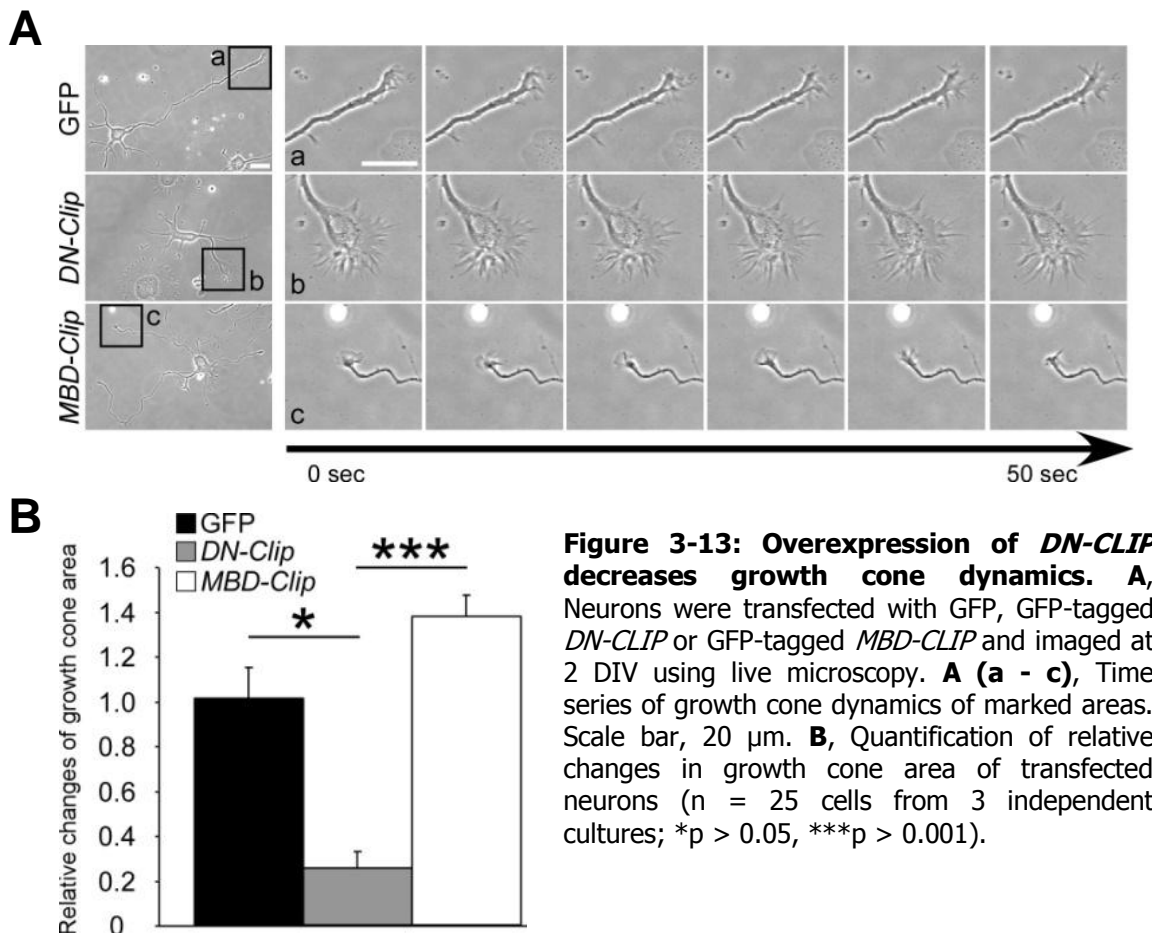 A
GFP
a
a
DN-Clip
b
b
MBD-Clip
c
c
0 sec
50 sec
B
GFP
DN-Clip
MBD-Clip
Relative changes of growth cone area
1.6
1.4
1.2
1.0
0.8
0.6
0.4
0.2
0
*
***
Figure 3-13: Overexpression of DN-CLIP
decreases growth cone dynamics. A,
Neurons were transfected with GFP, GFP-tagged
DN-CLIP or GFP-tagged MBD-CLIP and imaged at
2 DIV using live microscopy. A (a - c), Time
series of growth cone dynamics of marked areas.
Scale bar, 20 µm. B, Quantification of relative
changes in growth cone area of transfected
neurons (n = 25 cells from 3 independent
cultures; *p > 0.05, ***p > 0.001).